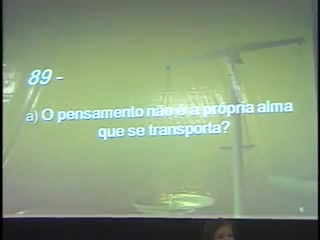 89 -
a) O pensamento não é a própria alma
que se transporta?